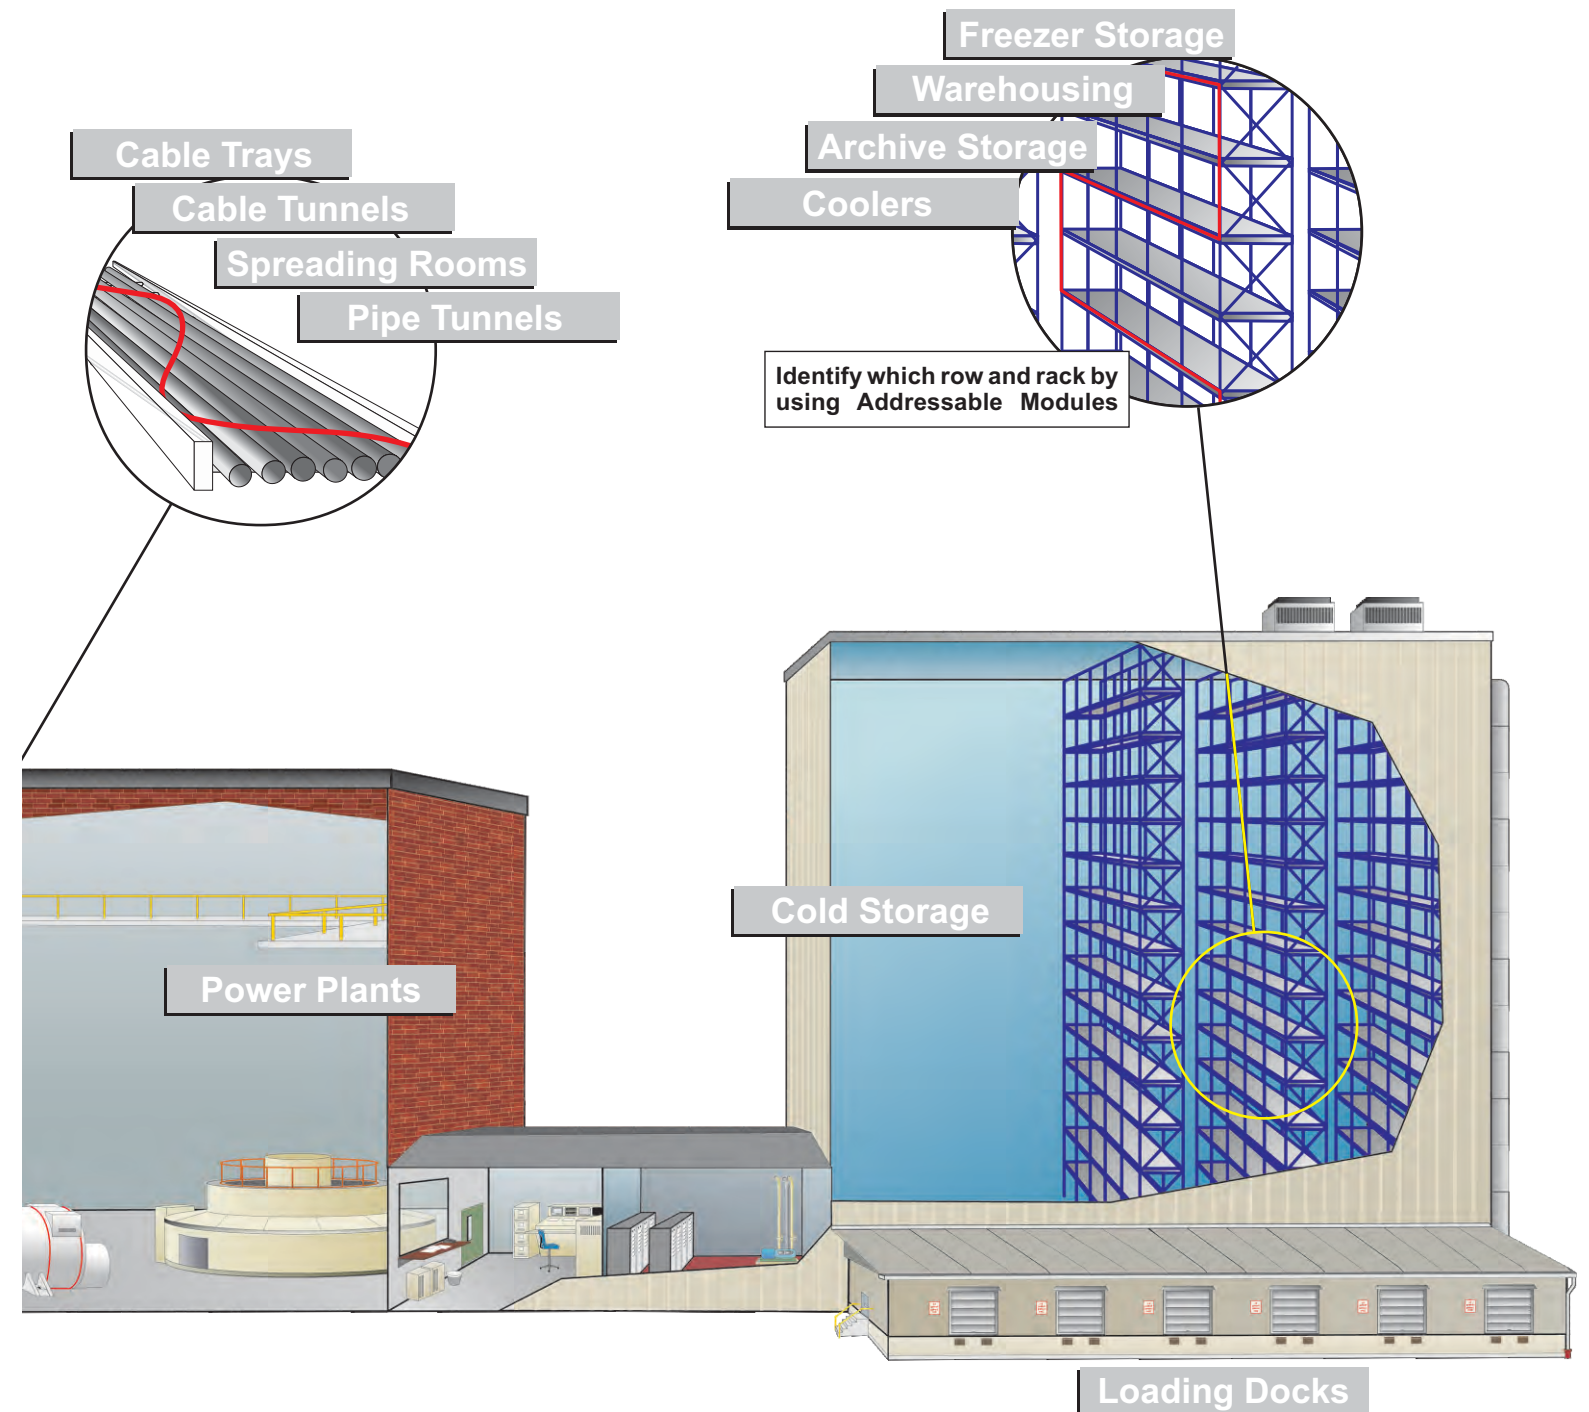 Freezer Storage
Warehousing
Archive Storage
Coolers
Cable Trays
Cable Tunnels
Spreading Rooms
Pipe Tunnels
Identify which row and rack by
using Addressable Modules
Cold Storage
Power Plants
Loading Docks